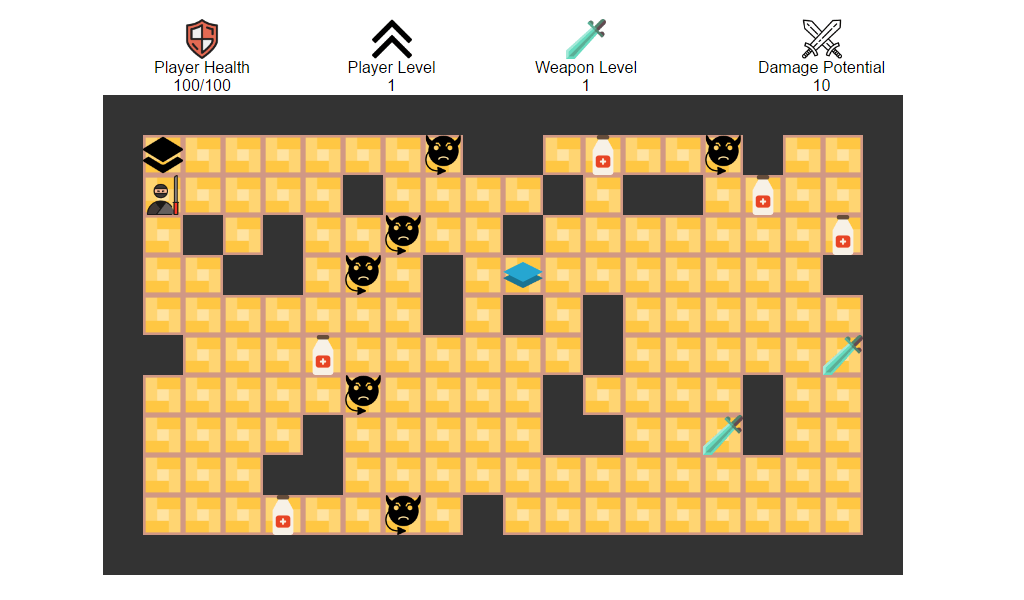 Player Health
100/100
Player Level
1
Weapon Level
1
Damage Potential
10